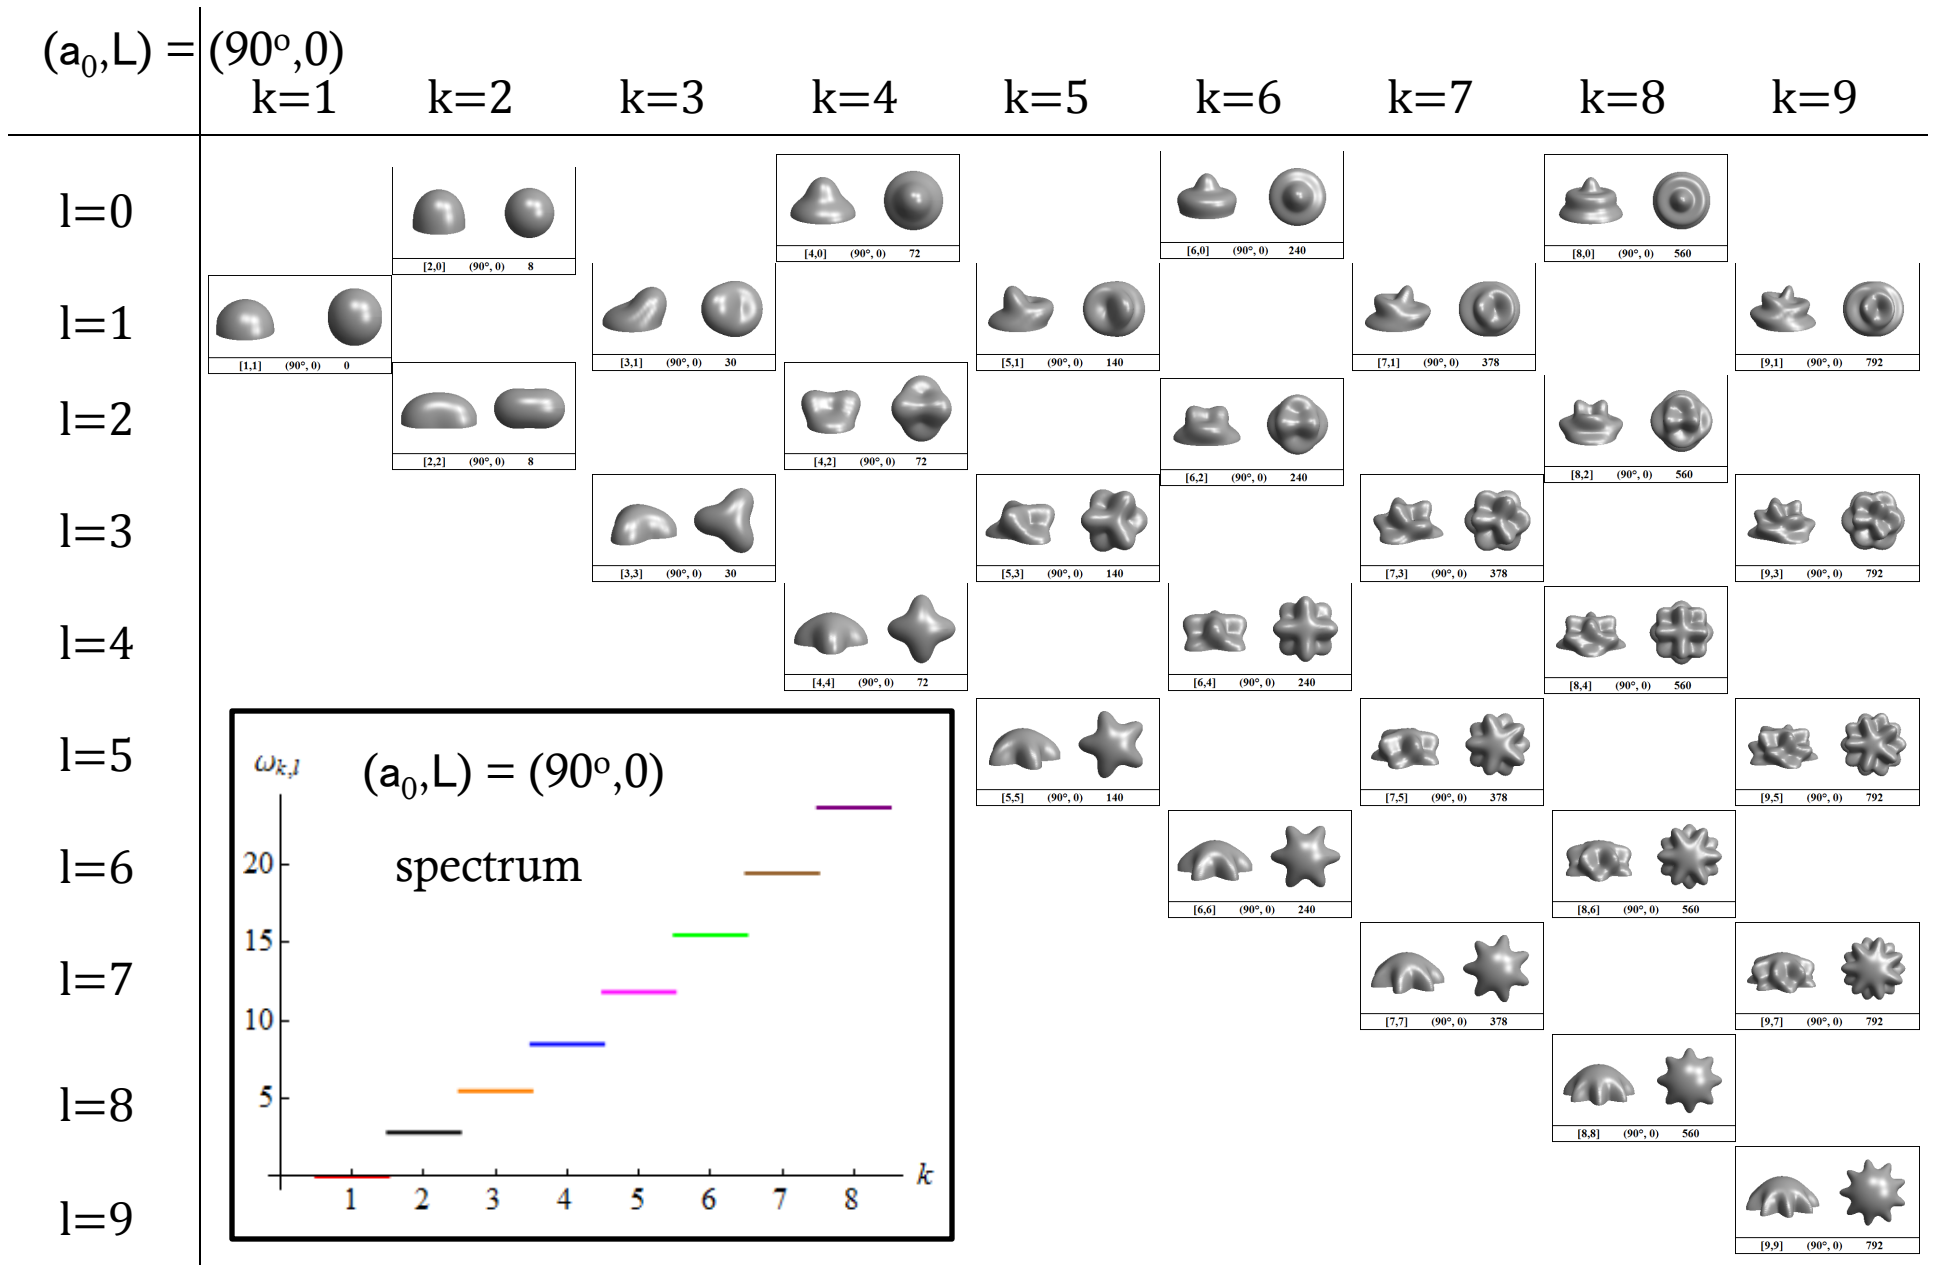 (a₀,L) = (90º,0)
k=1 k=2 k=3 k=4 k=5 k=6 k=7 k=8 k=9
l=0
[2,0] (90°, 0) 8
[4,0] (90°, 0) 72
[6,0] (90°, 0) 240
[8,0] (90°, 0) 560
l=1
[1,1] (90°, 0) 0
[3,1] (90°, 0) 30
[5,1] (90°, 0) 140
[7,1] (90°, 0) 378
[9,1] (90°, 0) 792
l=2
[2,2] (90°, 0) 8
[4,2] (90°, 0) 72
[6,2] (90°, 0) 240
[8,2] (90°, 0) 560
l=3
[3,3] (90°, 0) 30
[5,3] (90°, 0) 140
[7,3] (90°, 0) 378
[9,3] (90°, 0) 792
l=4
[4,4] (90°, 0) 72
[6,4] (90°, 0) 240
[8,4] (90°, 0) 560
l=5
[5,5] (90°, 0) 140
[7,5] (90°, 0) 378
[9,5] (90°, 0) 792
l=6
[6,6] (90°, 0) 240
[8,6] (90°, 0) 560
l=7
[7,7] (90°, 0) 378
[9,7] (90°, 0) 792
l=8
[8,8] (90°, 0) 560
l=9
[9,9] (90°, 0) 792
ωk,l
(a₀,L) = (90º,0)
spectrum
20
15
10
5
k
1 2 3 4 5 6 7 8